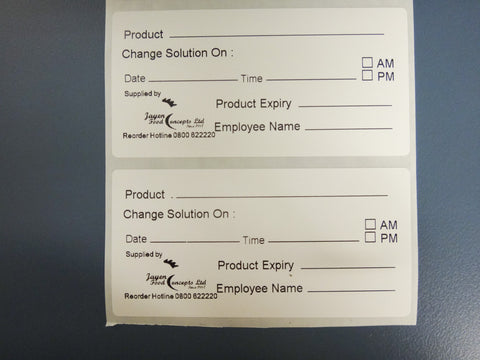 Product
Change Solution On :
AM
Date Time PM
Supplied by
Product Expiry
Jayen
Food Concepts Ltd
Employee Name
Reorder Hotline 0800 622220
Product .
Change Solution On :
AM
Date Time PM
Supplied by
Product Expiry
Jayen
Food Concepts Ltd
Employee Name
Reorder Hotline 0800 622220